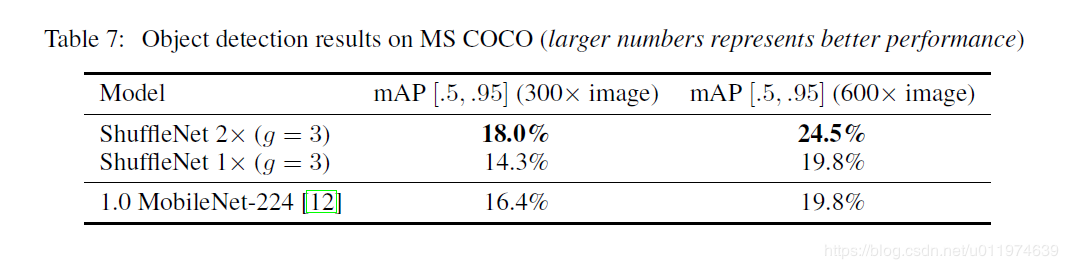 Table 7: Object detection results on MS COCO (larger numbers represents better performance)
Model mAP [.5, .95] (300× image) mAP [.5, .95] (600× image)
ShuffleNet 2× (g = 3) 18.0% 24.5%
ShuffleNet 1× (g = 3) 14.3% 19.8%
1.0 MobileNet-224 [12] 16.4% 19.8%
https://blog.csdn.net/u011974639